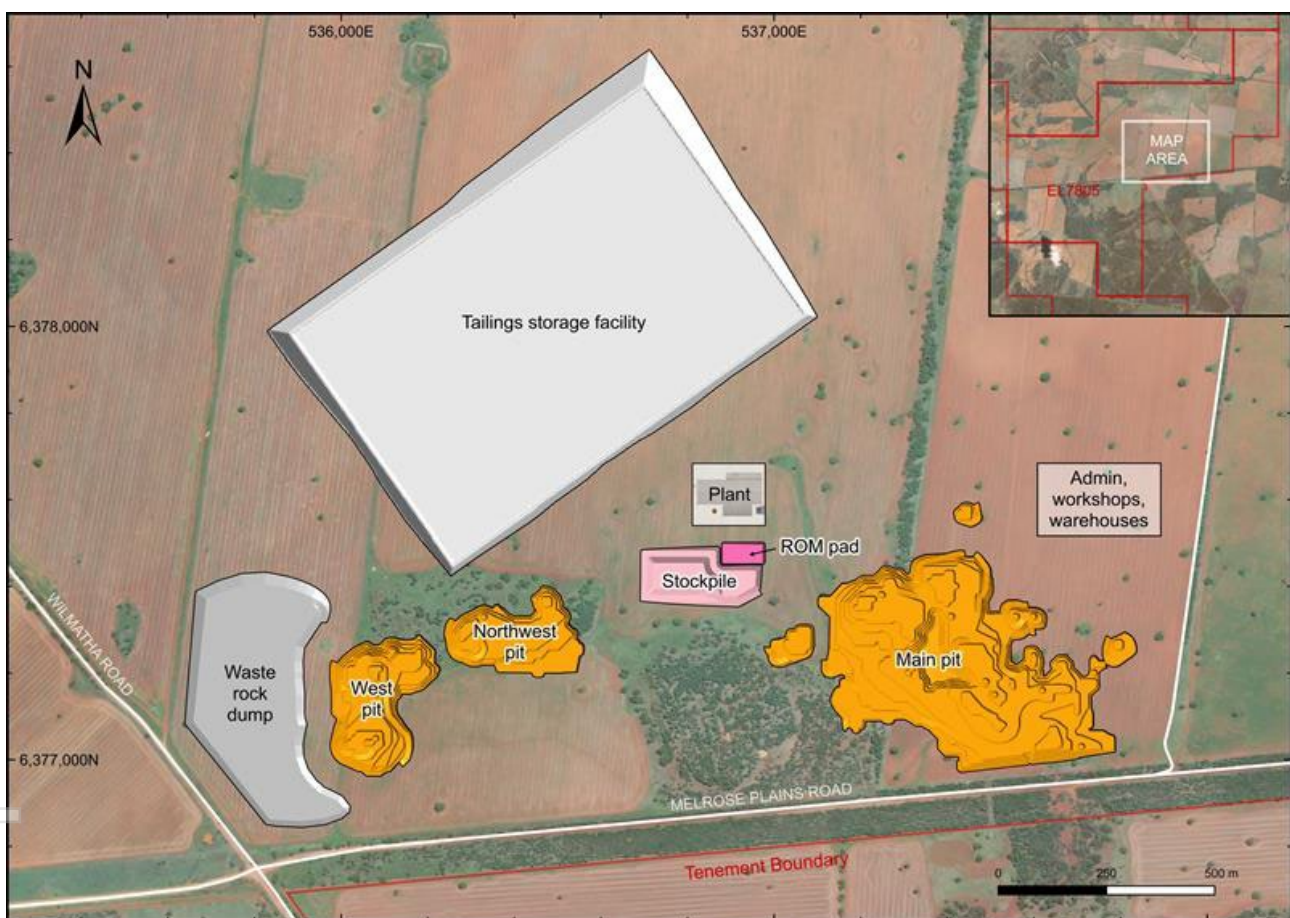 536,000E
537,000E
N
MAP
AREA
EL7805
6,378,000N
Tailings storage facility
Plant
Admin,
workshops,
warehouses
ROM pad
Stockpile
Northwest
pit
Main pit
West
pit
Waste
rock
dump
WILMATHA ROAD
6,377,000N
MELROSE PLAINS ROAD
Tenement Boundary
0
250
500 m